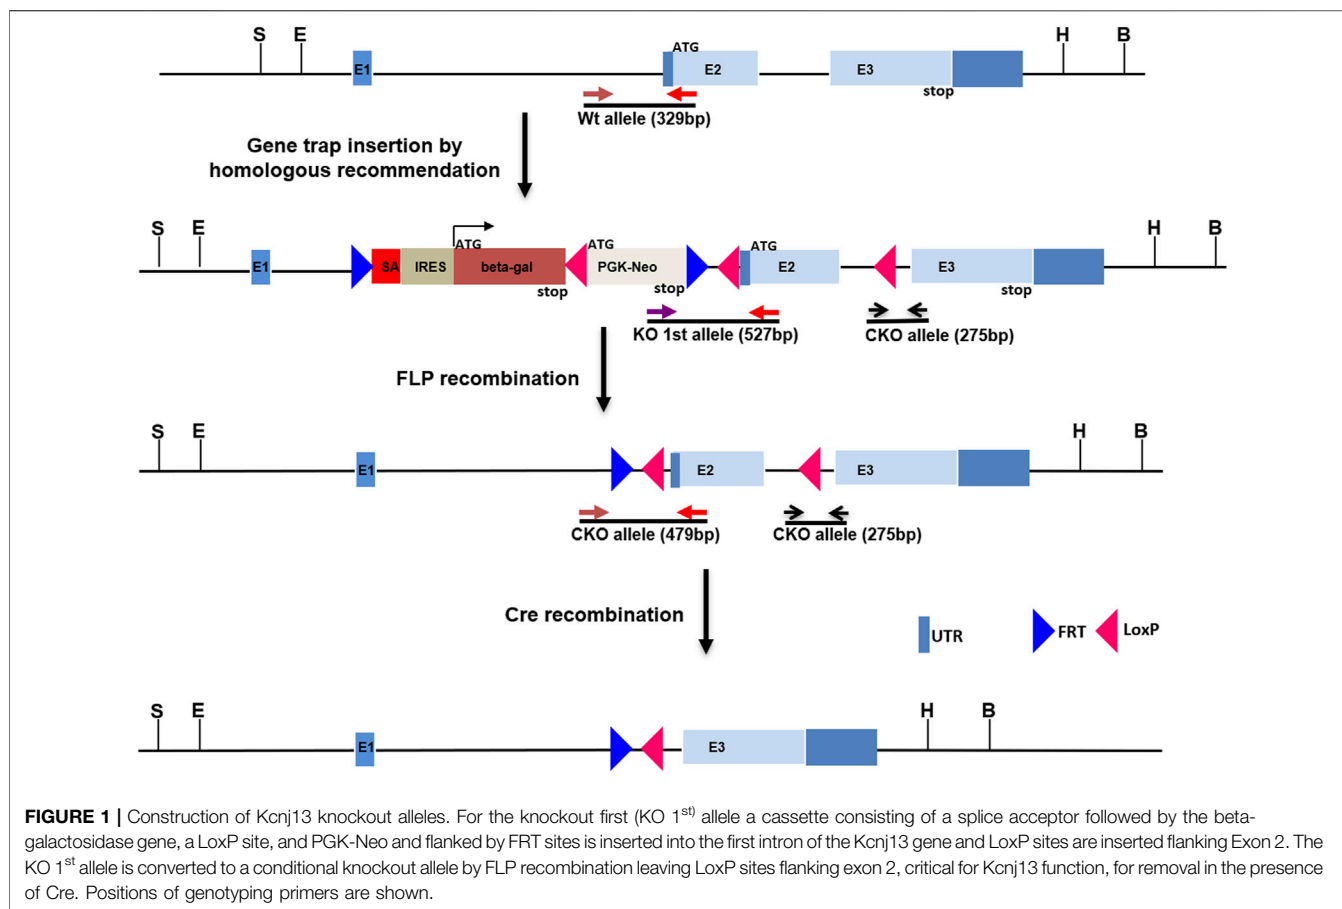 S E H B
ATG
E1 E2 E3
stop
Wt allele (329bp)
Gene trap insertion by
homologous recommendation
S E H B
ATG ATG ATG
E1 SA IRES beta-gal PGK-Neo E2 E3
stop stop stop
KO 1st allele (527bp) CKO allele (275bp)
FLP recombination
S E H B
E1 E2 E3
CKO allele (479bp) CKO allele (275bp)
Cre recombination
UTR FRT LoxP
S E H B
E1 E3
FIGURE 1 | Construction of Kcnj13 knockout alleles. For the knockout first (KO 1st) allele a cassette consisting of a splice acceptor followed by the beta-
galactosidase gene, a LoxP site, and PGK-Neo and flanked by FRT sites is inserted into the first intron of the Kcnj13 gene and LoxP sites are inserted flanking Exon 2. The
KO 1st allele is converted to a conditional knockout allele by FLP recombination leaving LoxP sites flanking exon 2, critical for Kcnj13 function, for removal in the presence
of Cre. Positions of genotyping primers are shown.